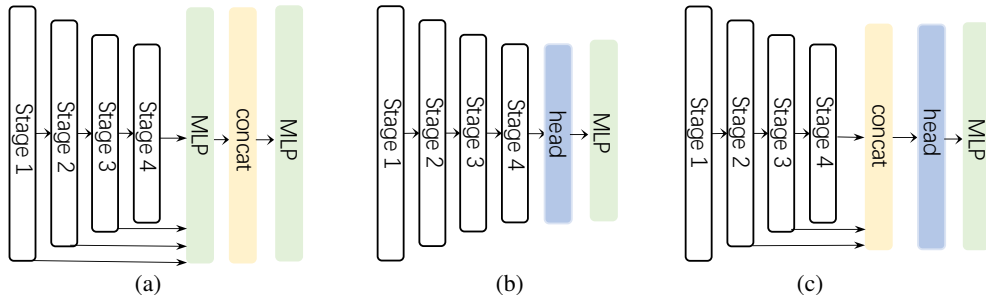 Stage 1
Stage 2
Stage 3
Stage 4
MLP
concat
MLP
(a)
Stage 1
Stage 2
Stage 3
Stage 4
head
MLP
(b)
Stage 1
Stage 2
Stage 3
Stage 4
concat
head
MLP
(c)